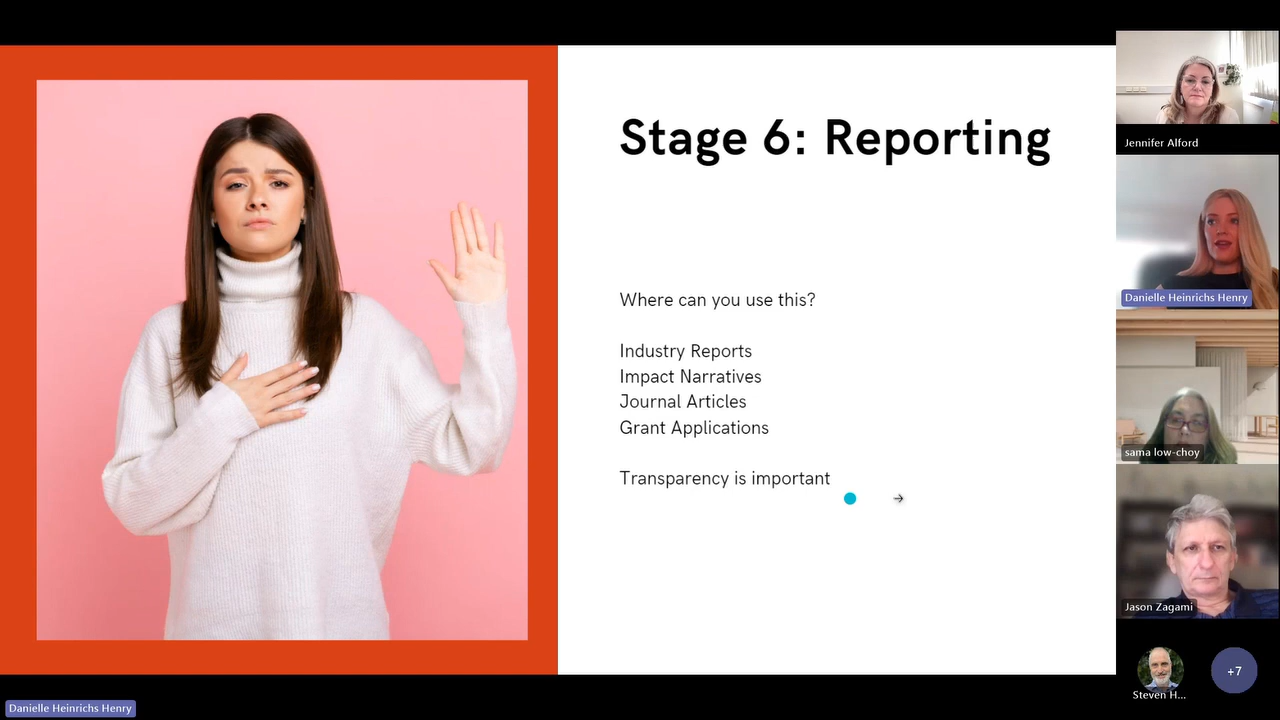 Stage 6: Reporting
Where can you use this?
Industry Reports
Impact Narratives
Journal Articles
Grant Applications
Transparency is important
Jennifer Alford
Danielle Heinrichs Henry
sama low-choy
Jason Zagami
Steven H...
+7
Danielle Heinrichs Henry